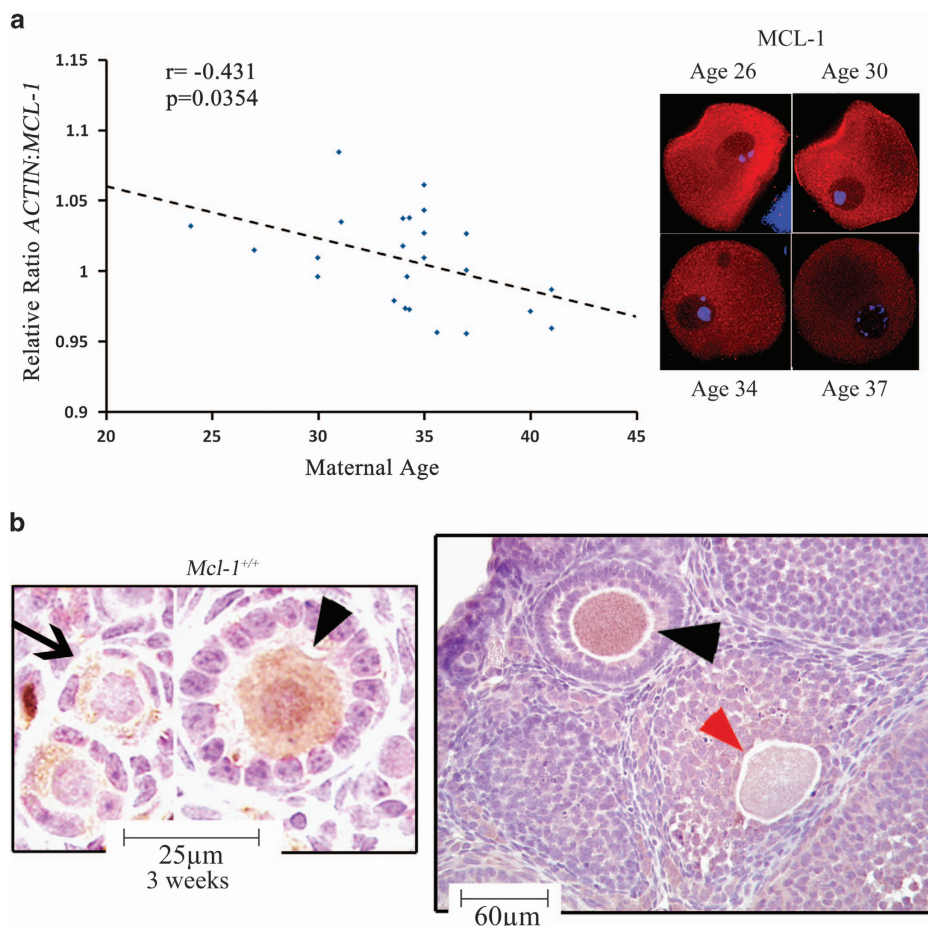 a
Relative Ratio ACTIN:MCL-1
1.15
1.1
1.05
1
0.95
0.9
r= -0.431
p=0.0354
20 25 30 35 40 45
Maternal Age
MCL-1
Age 26 Age 30
Age 34 Age 37
b
Mcl-1+/+
25μm
3 weeks
60μm